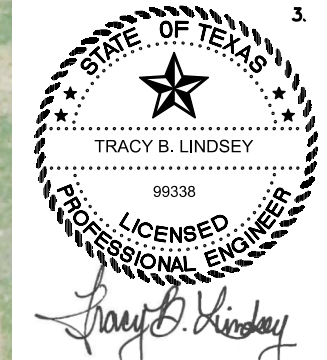 3.
STATE OF TEXAS
TRACY B. LINDSEY
99338
LICENSED
PROFESSIONAL ENGINEER
Tracy B. Lindsey